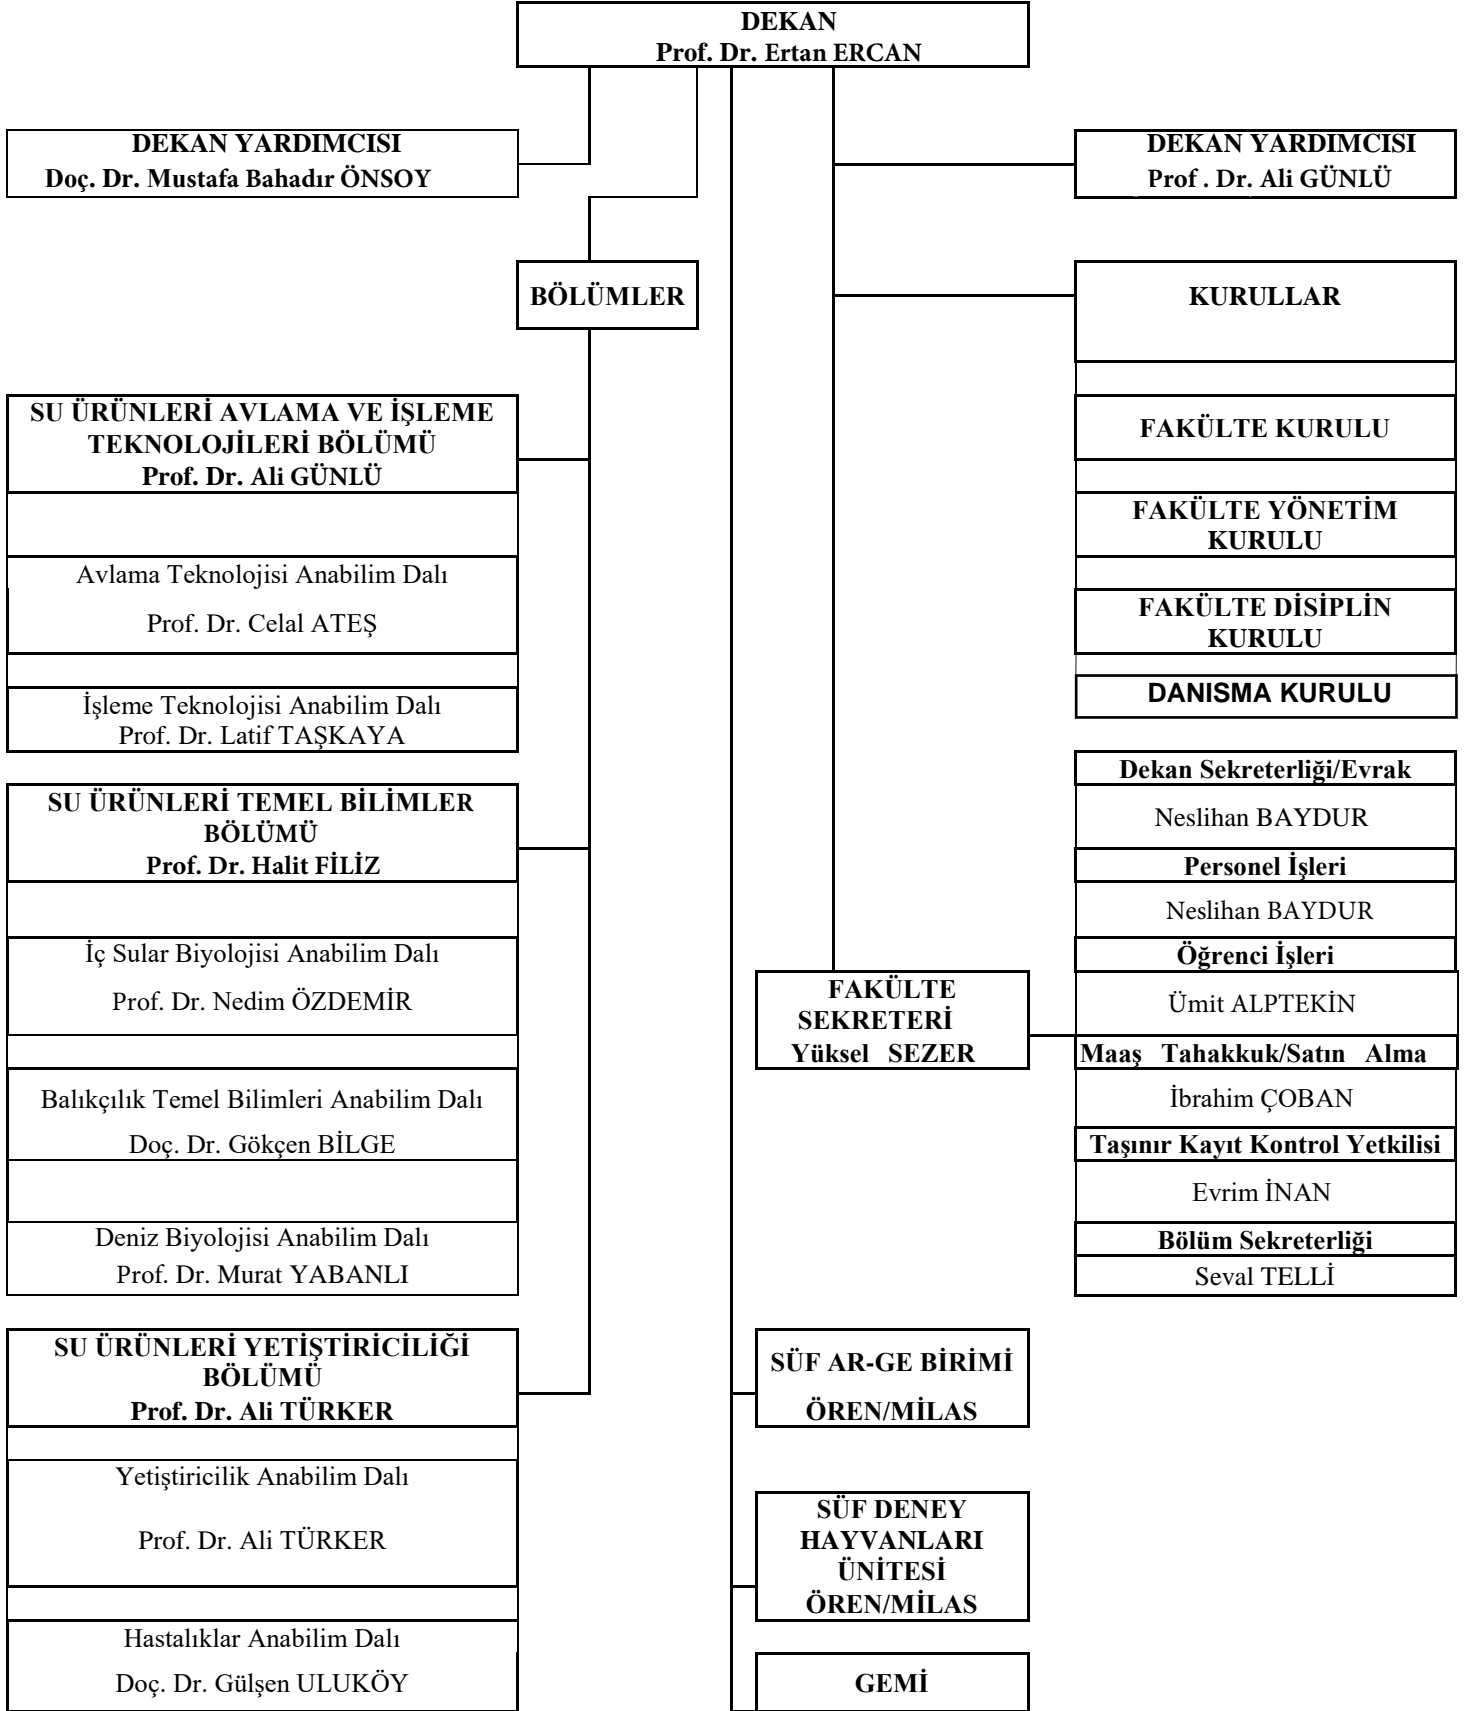 DEKAN
Prof. Dr. Ertan ERCAN
DEKAN YARDIMCISI
Doç. Dr. Mustafa Bahadır ÖNSOY
DEKAN YARDIMCISI
Prof . Dr. Ali GÜNLÜ
BÖLÜMLER
SU ÜRÜNLERİ AVLAMA VE İŞLEME
TEKNOLOJİLERİ BÖLÜMÜ
Prof. Dr. Ali GÜNLÜ
Avlama Teknolojisi Anabilim Dalı
Prof. Dr. Celal ATEŞ
İşleme Teknolojisi Anabilim Dalı
Prof. Dr. Latif TAŞKAYA
SU ÜRÜNLERİ TEMEL BİLİMLER
BÖLÜMÜ
Prof. Dr. Halit FİLİZ
İç Sular Biyolojisi Anabilim Dalı
Prof. Dr. Nedim ÖZDEMİR
Balıkçılık Temel Bilimleri Anabilim Dalı
Doç. Dr. Gökçen BİLGE
Deniz Biyolojisi Anabilim Dalı
Prof. Dr. Murat YABANLI
SU ÜRÜNLERİ YETİŞTİRİCİLİĞİ
BÖLÜMÜ
Prof. Dr. Ali TÜRKER
Yetiştiricilik Anabilim Dalı
Prof. Dr. Ali TÜRKER
Hastalıklar Anabilim Dalı
Doç. Dr. Gülşen ULUKÖY
KURULLAR
FAKÜLTE KURULU
FAKÜLTE YÖNETİM
KURULU
FAKÜLTE DİSİPLİN
KURULU
DANISMA KURULU
FAKÜLTE
SEKRETERİ
Yüksel SEZER
Dekan Sekreterliği/Evrak
Neslihan BAYDUR
Personel İşleri
Neslihan BAYDUR
Öğrenci İşleri
Ümit ALPTEKİN
Maaş Tahakkuk/Satın Alma
İbrahim ÇOBAN
Taşınır Kayıt Kontrol Yetkilisi
Evrim İNAN
Bölüm Sekreterliği
Seval TELLİ
SÜF AR-GE BİRİMİ
ÖREN/MİLAS
SÜF DENEY
HAYVANLARI
ÜNİTESİ
ÖREN/MİLAS
GEMİ